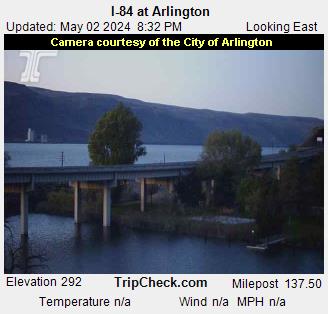 I-84 at Arlington
Updated: May 02 2024 8:32 PM Looking East
Camera courtesy of the City of Arlington
Elevation 292 TripCheck.com Milepost 137.50
Temperature n/a Wind n/a MPH n/a